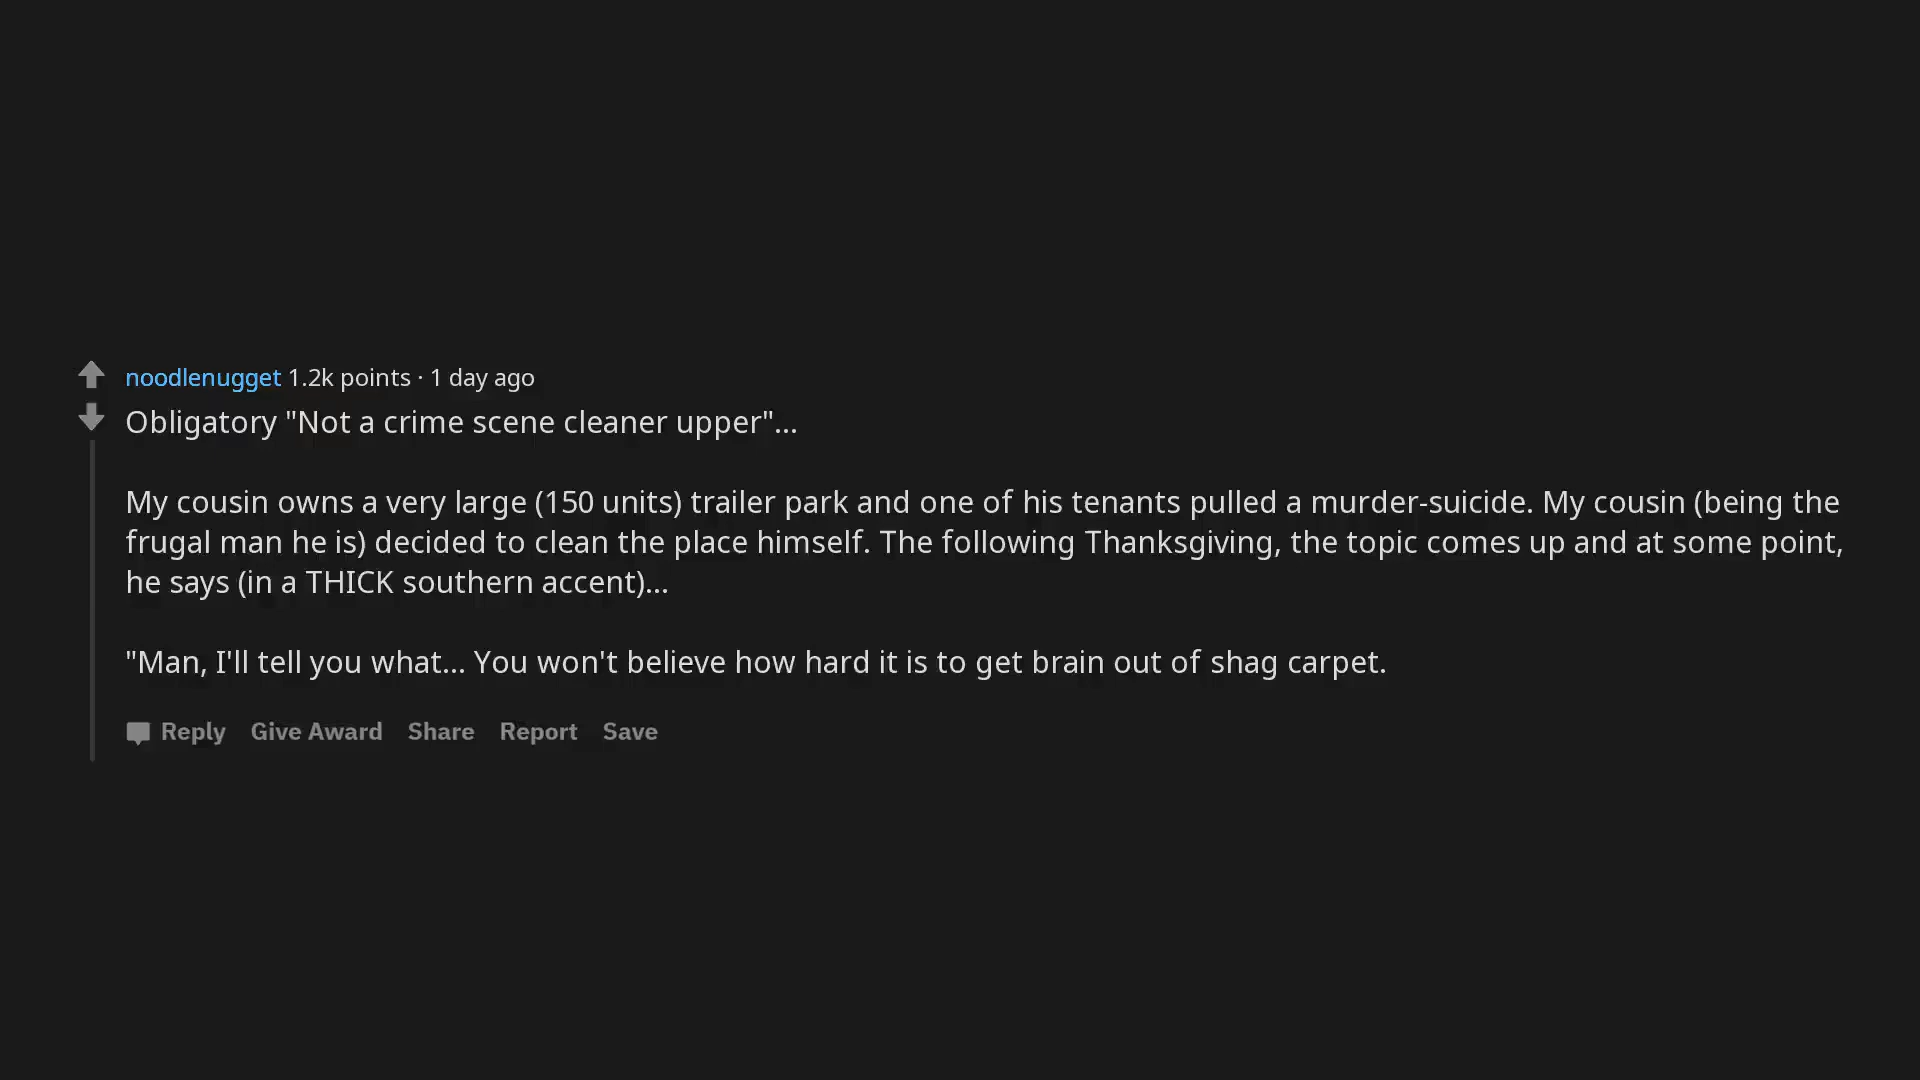 noodlenugget 1.2k points · 1 day ago
Obligatory "Not a crime scene cleaner upper"...
My cousin owns a very large (150 units) trailer park and one of his tenants pulled a murder-suicide. My cousin (being the
frugal man he is) decided to clean the place himself. The following Thanksgiving, the topic comes up and at some point,
he says (in a THICK southern accent)...
"Man, I'll tell you what... You won't believe how hard it is to get brain out of shag carpet.
Reply Give Award Share Report Save